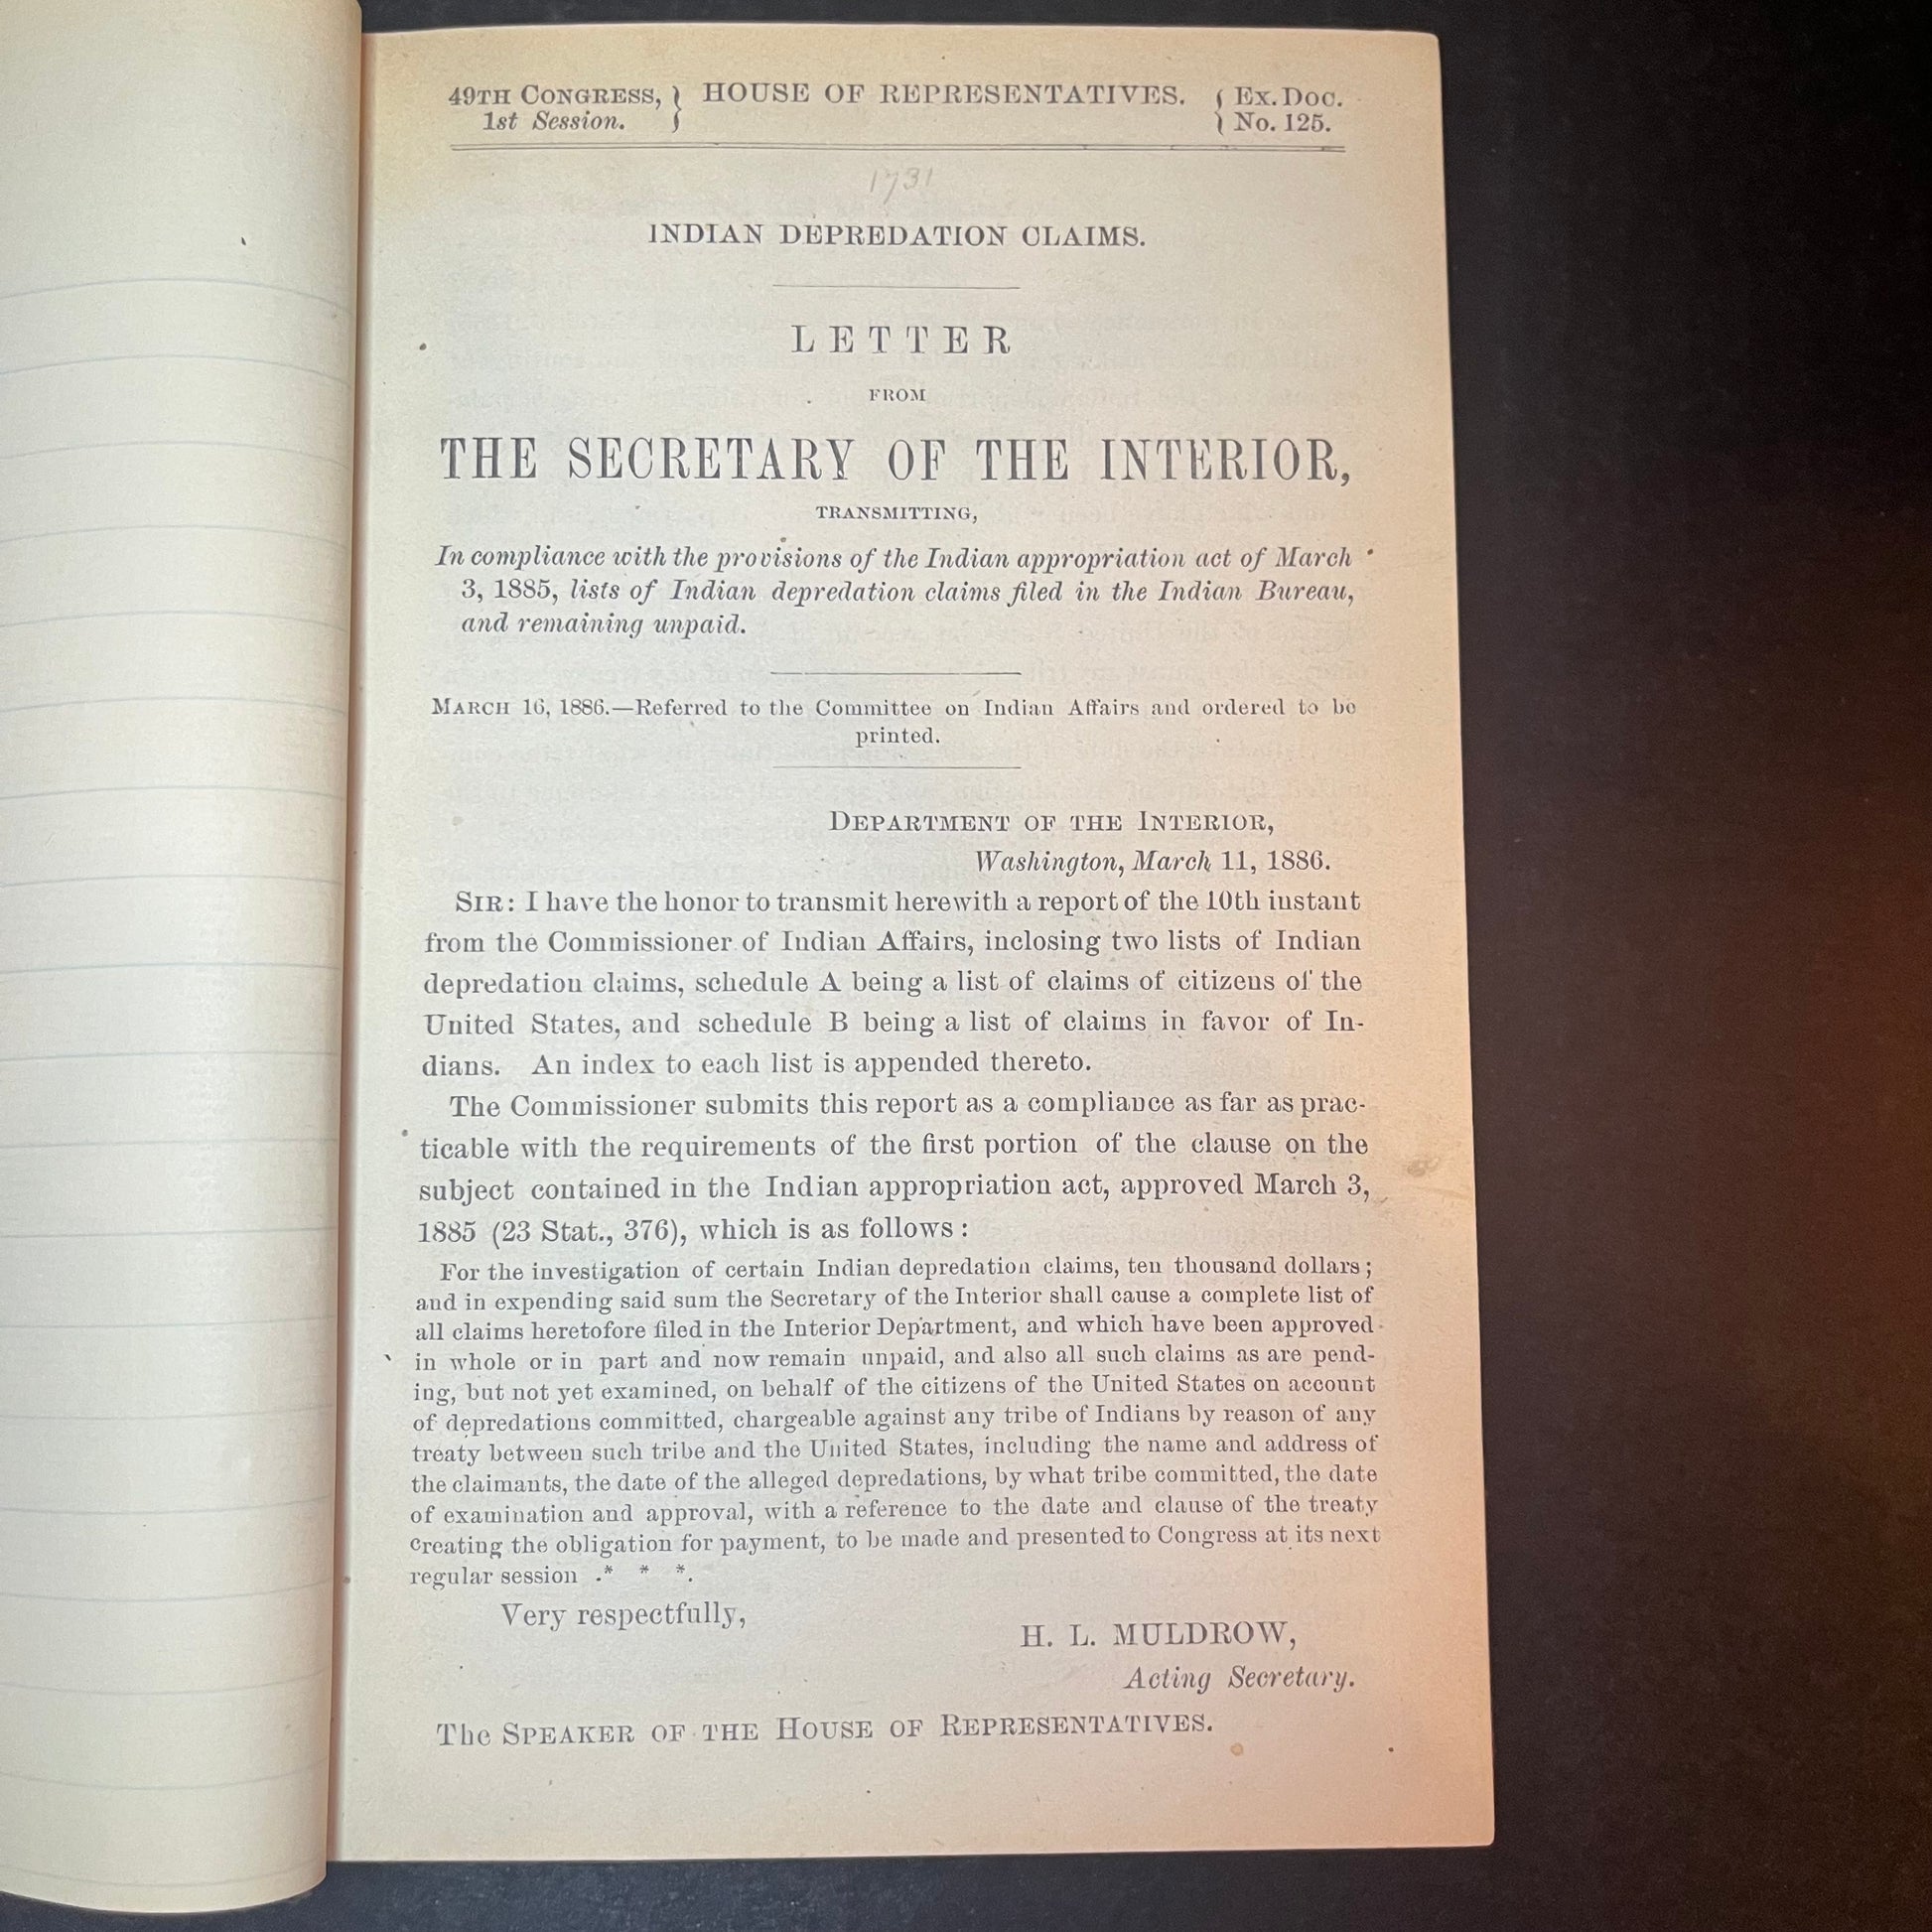 49TH CONGRESS, } HOUSE OF REPRESENTATIVES. { Ex. Doc.
1st Session. } { No. 125.
1731
INDIAN DEPREDATION CLAIMS.
LETTER
FROM
THE SECRETARY OF THE INTERIOR,
TRANSMITTING,
In compliance with the provisions of the Indian appropriation act of March
3, 1885, lists of Indian depredation claims filed in the Indian Bureau,
and remaining unpaid.
MARCH 16, 1886.—Referred to the Committee on Indian Affairs and ordered to be
printed.
DEPARTMENT OF THE INTERIOR,
Washington, March 11, 1886.
SIR: I have the honor to transmit herewith a report of the 10th instant
from the Commissioner of Indian Affairs, inclosing two lists of Indian
depredation claims, schedule A being a list of claims of citizens of the
United States, and schedule B being a list of claims in favor of In-
dians. An index to each list is appended thereto.
The Commissioner submits this report as a compliance as far as prac-
ticable with the requirements of the first portion of the clause on the
subject contained in the Indian appropriation act, approved March 3,
1885 (23 Stat., 376), which is as follows:
For the investigation of certain Indian depredation claims, ten thousand dollars;
and in expending said sum the Secretary of the Interior shall cause a complete list of
all claims heretofore filed in the Interior Department, and which have been approved
in whole or in part and now remain unpaid, and also all such claims as are pend-
ing, but not yet examined, on behalf of the citizens of the United States on account
of depredations committed, chargeable against any tribe of Indians by reason of any
treaty between such tribe and the United States, including the name and address of
the claimants, the date of the alleged depredations, by what tribe committed, the date
of examination and approval, with a reference to the date and clause of the treaty
creating the obligation for payment, to be made and presented to Congress at its next
regular session .* * *.
Very respectfully,
H. L. MULDROW,
Acting Secretary.
The SPEAKER OF THE HOUSE OF REPRESENTATIVES.